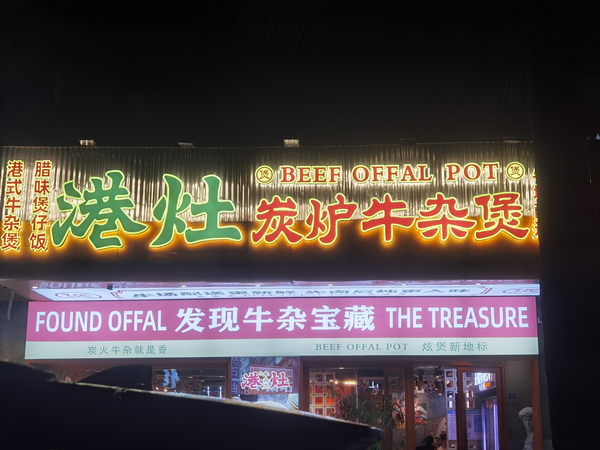 港式牛杂煲
腊味煲仔饭
港灶
煲 BEEF OFFAL POT 煲
炭炉牛杂煲
FOUND OFFAL 发现牛杂宝藏 THE TREASURE
炭火牛杂就是香
BEEF OFFAL POT 炫煲新地标
港灶